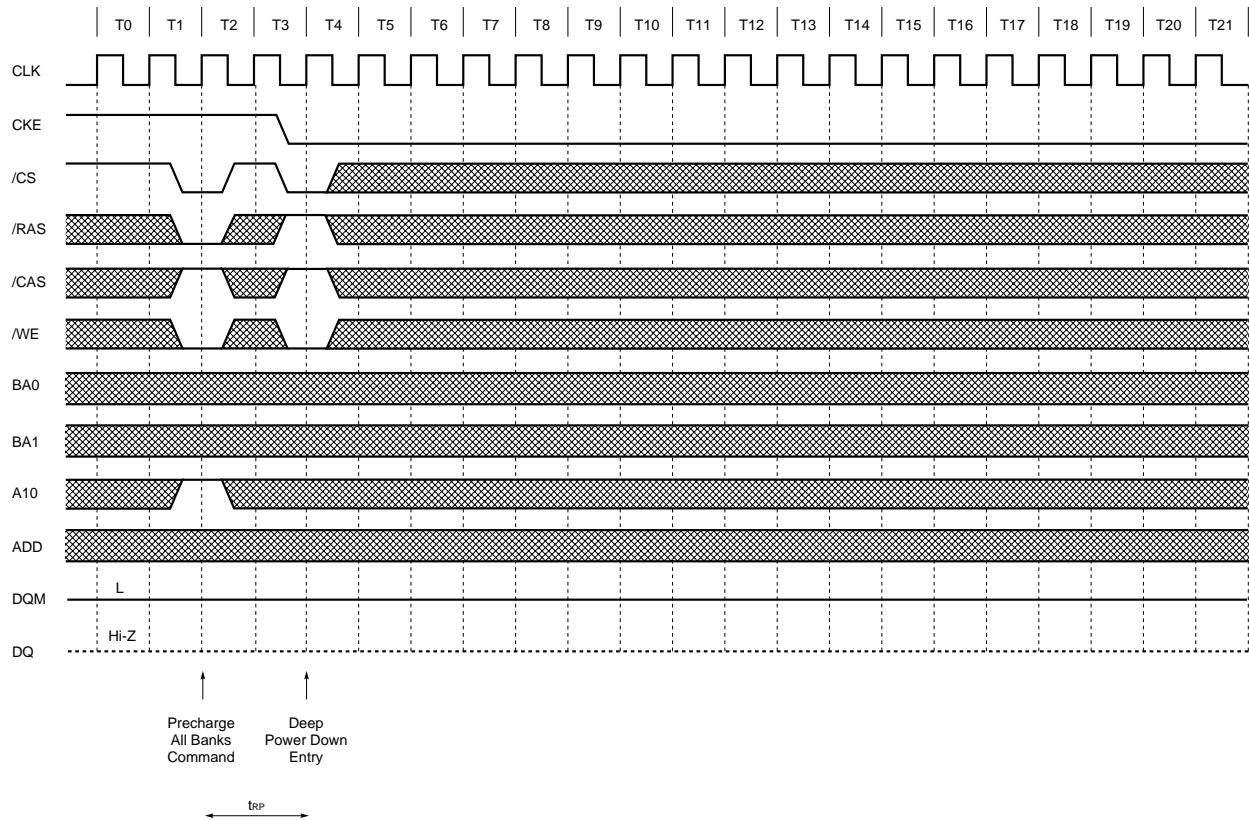 T0 T1 T2 T3 T4 T5 T6 T7 T8 T9 T10 T11 T12 T13 T14 T15 T16 T17 T18 T19 T20 T21
CLK
CKE
/CS
/RAS
/CAS
/WE
BA0
BA1
A10
ADD
L
DQM
Hi-Z
DQ
Precharge
All Banks
Command
Deep
Power Down
Entry
tRP